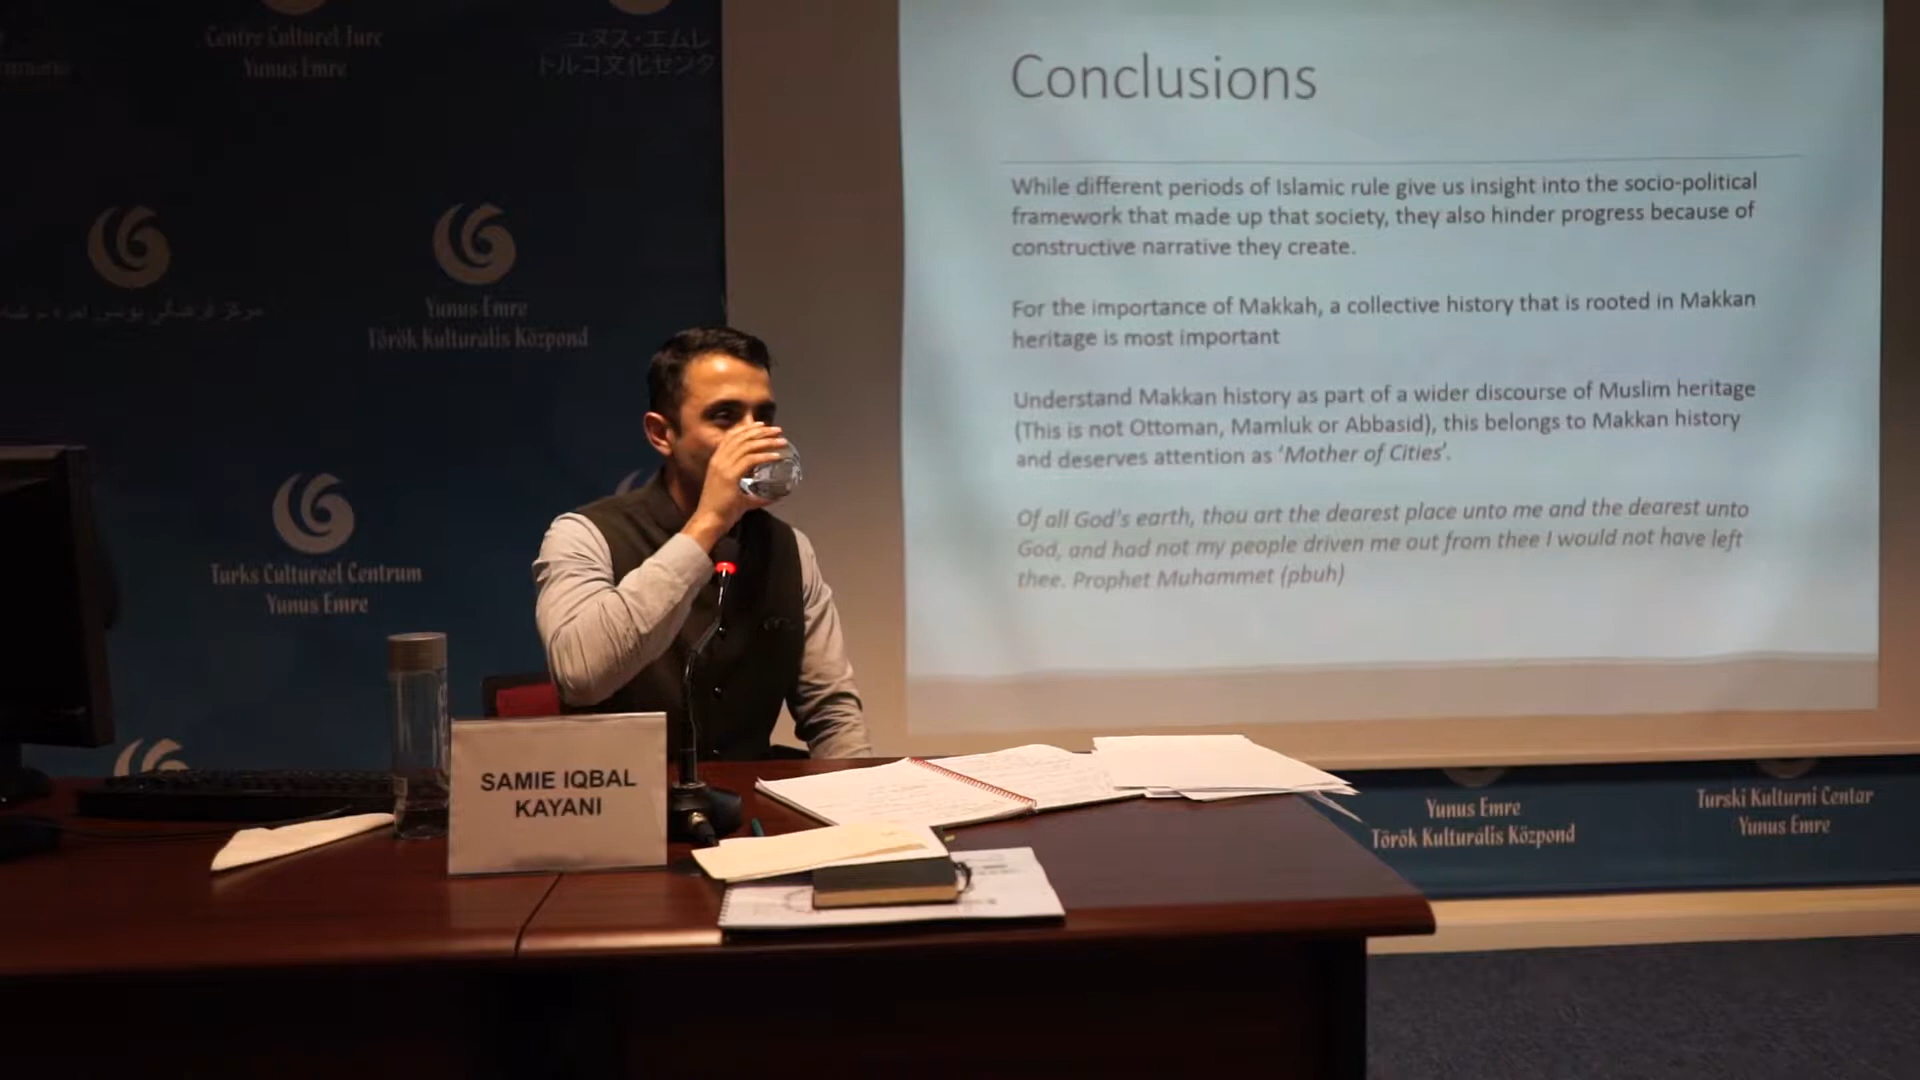 Centre Culturel Turc
Yunus Emre
ユヌス・エムレ
トルコ文化センタ
Yunus Emre
Török Kulturális Központ
Turks Cultureel Centrum
Yunus Emre
SAMIE IQBAL
KAYANI
Conclusions
While different periods of Islamic rule give us insight into the socio-political
framework that made up that society, they also hinder progress because of
constructive narrative they create.
For the importance of Makkah, a collective history that is rooted in Makkan
heritage is most important
Understand Makkan history as part of a wider discourse of Muslim heritage
(This is not Ottoman, Mamluk or Abbasid), this belongs to Makkan history
and deserves attention as ‘Mother of Cities’.
Of all God's earth, thou art the dearest place unto me and the dearest unto
God, and had not my people driven me out from thee I would not have left
thee. Prophet Muhammet (pbuh)
Yunus Emre
Török Kulturális Központ
Turski Kulturni Centar
Yunus Emre